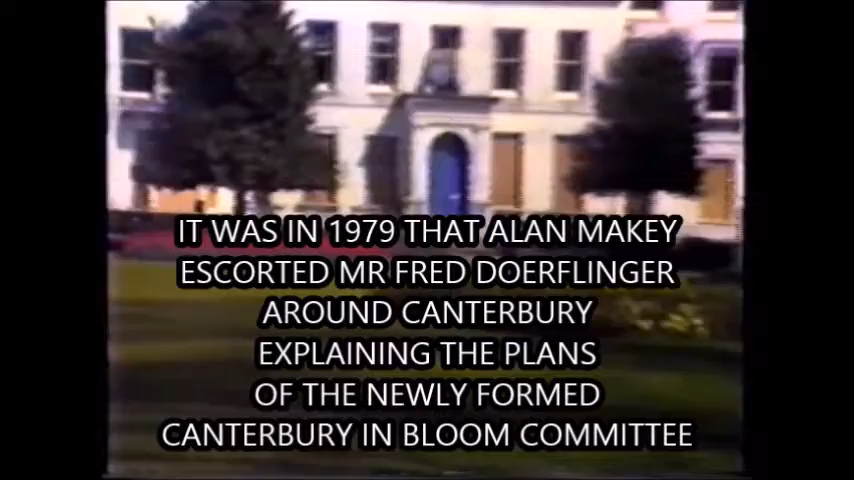 IT WAS IN 1979 THAT ALAN MAKEY
ESCORTED MR FRED DOERFLINGER
AROUND CANTERBURY
EXPLAINING THE PLANS
OF THE NEWLY FORMED
CANTERBURY IN BLOOM COMMITTEE